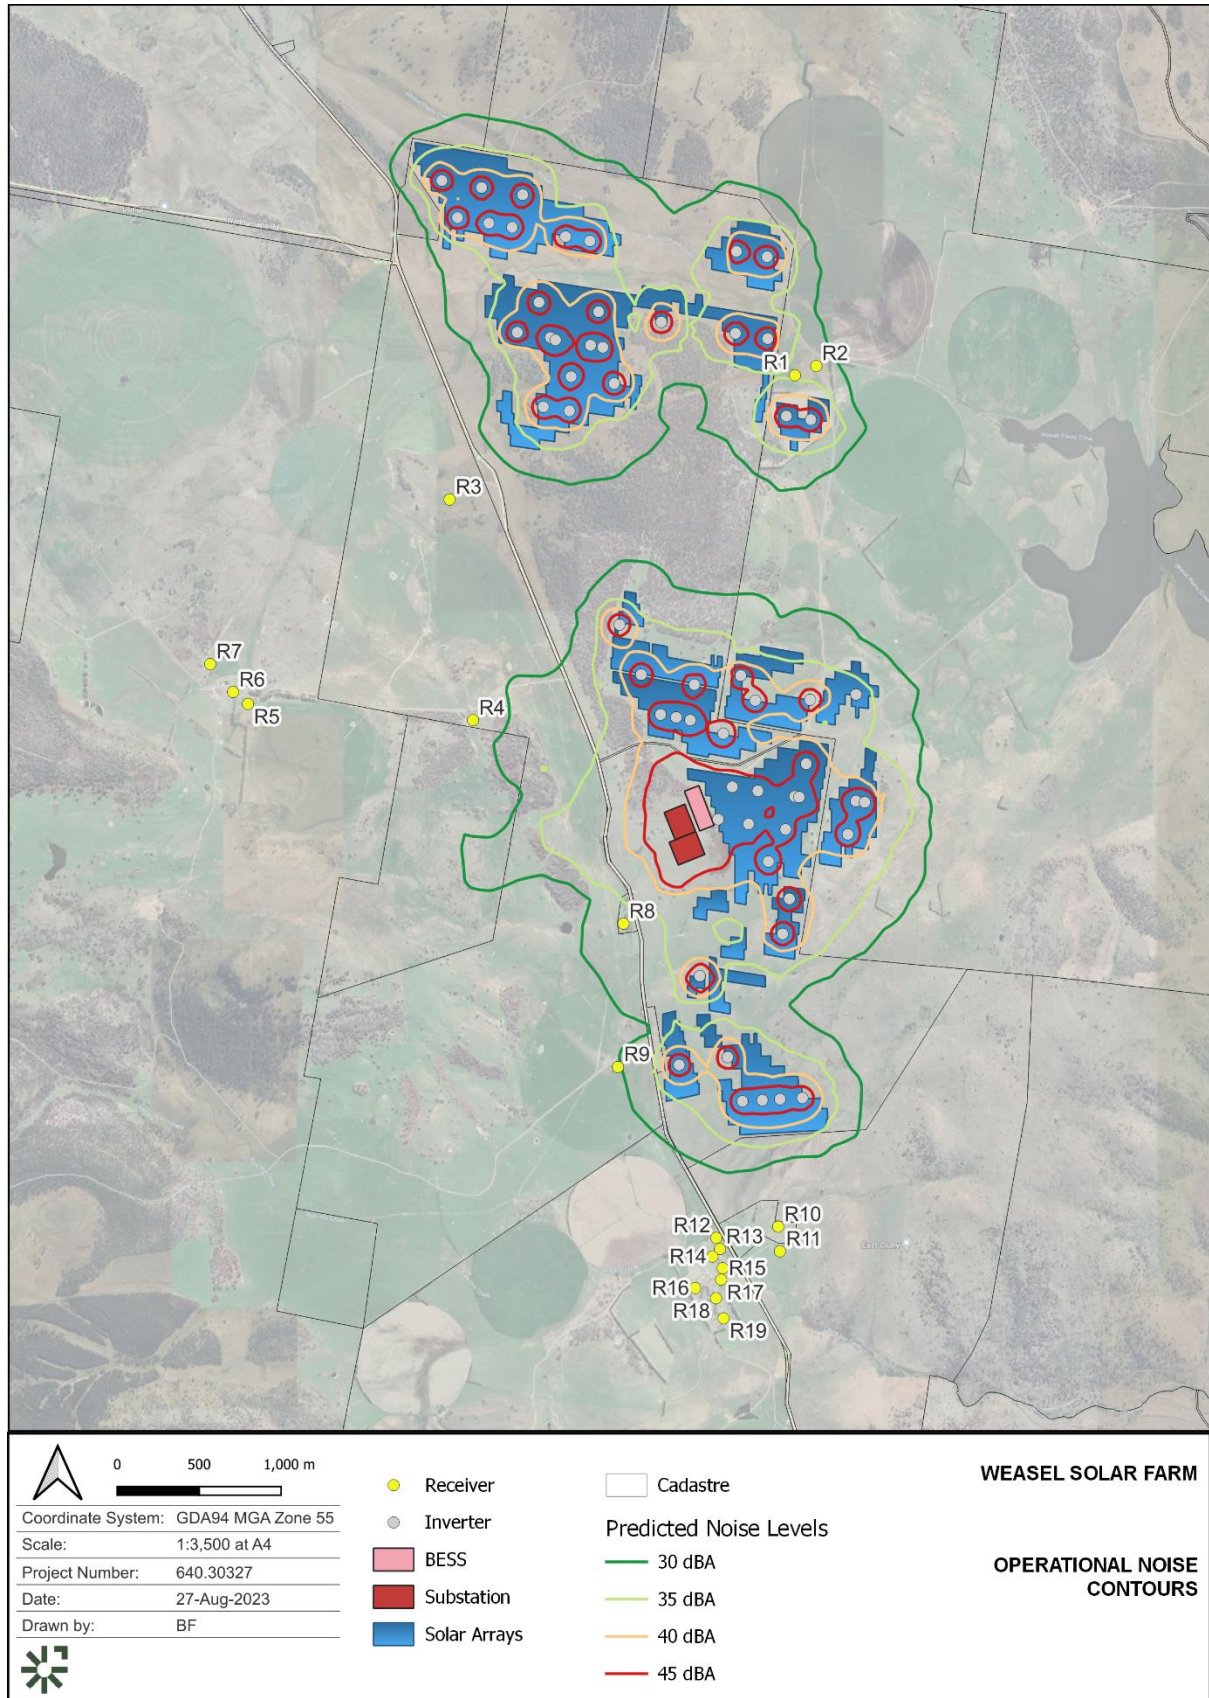 R1
R2
R3
R7
R6
R5
R4
R8
R9
R10
R12
R13
R11
R14
R15
R16
R17
R18
R19
0 500 1,000 m
Coordinate System: GDA94 MGA Zone 55
Scale: 1:3,500 at A4
Project Number: 640.30327
Date: 27-Aug-2023
Drawn by: BF
Receiver
Inverter
BESS
Substation
Solar Arrays
Cadastre
Predicted Noise Levels
30 dBA
35 dBA
40 dBA
45 dBA
WEASEL SOLAR FARM
OPERATIONAL NOISE
CONTOURS